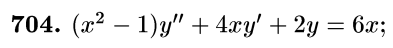 704. (x² − 1)y″ + 4xy′ + 2y = 6x;